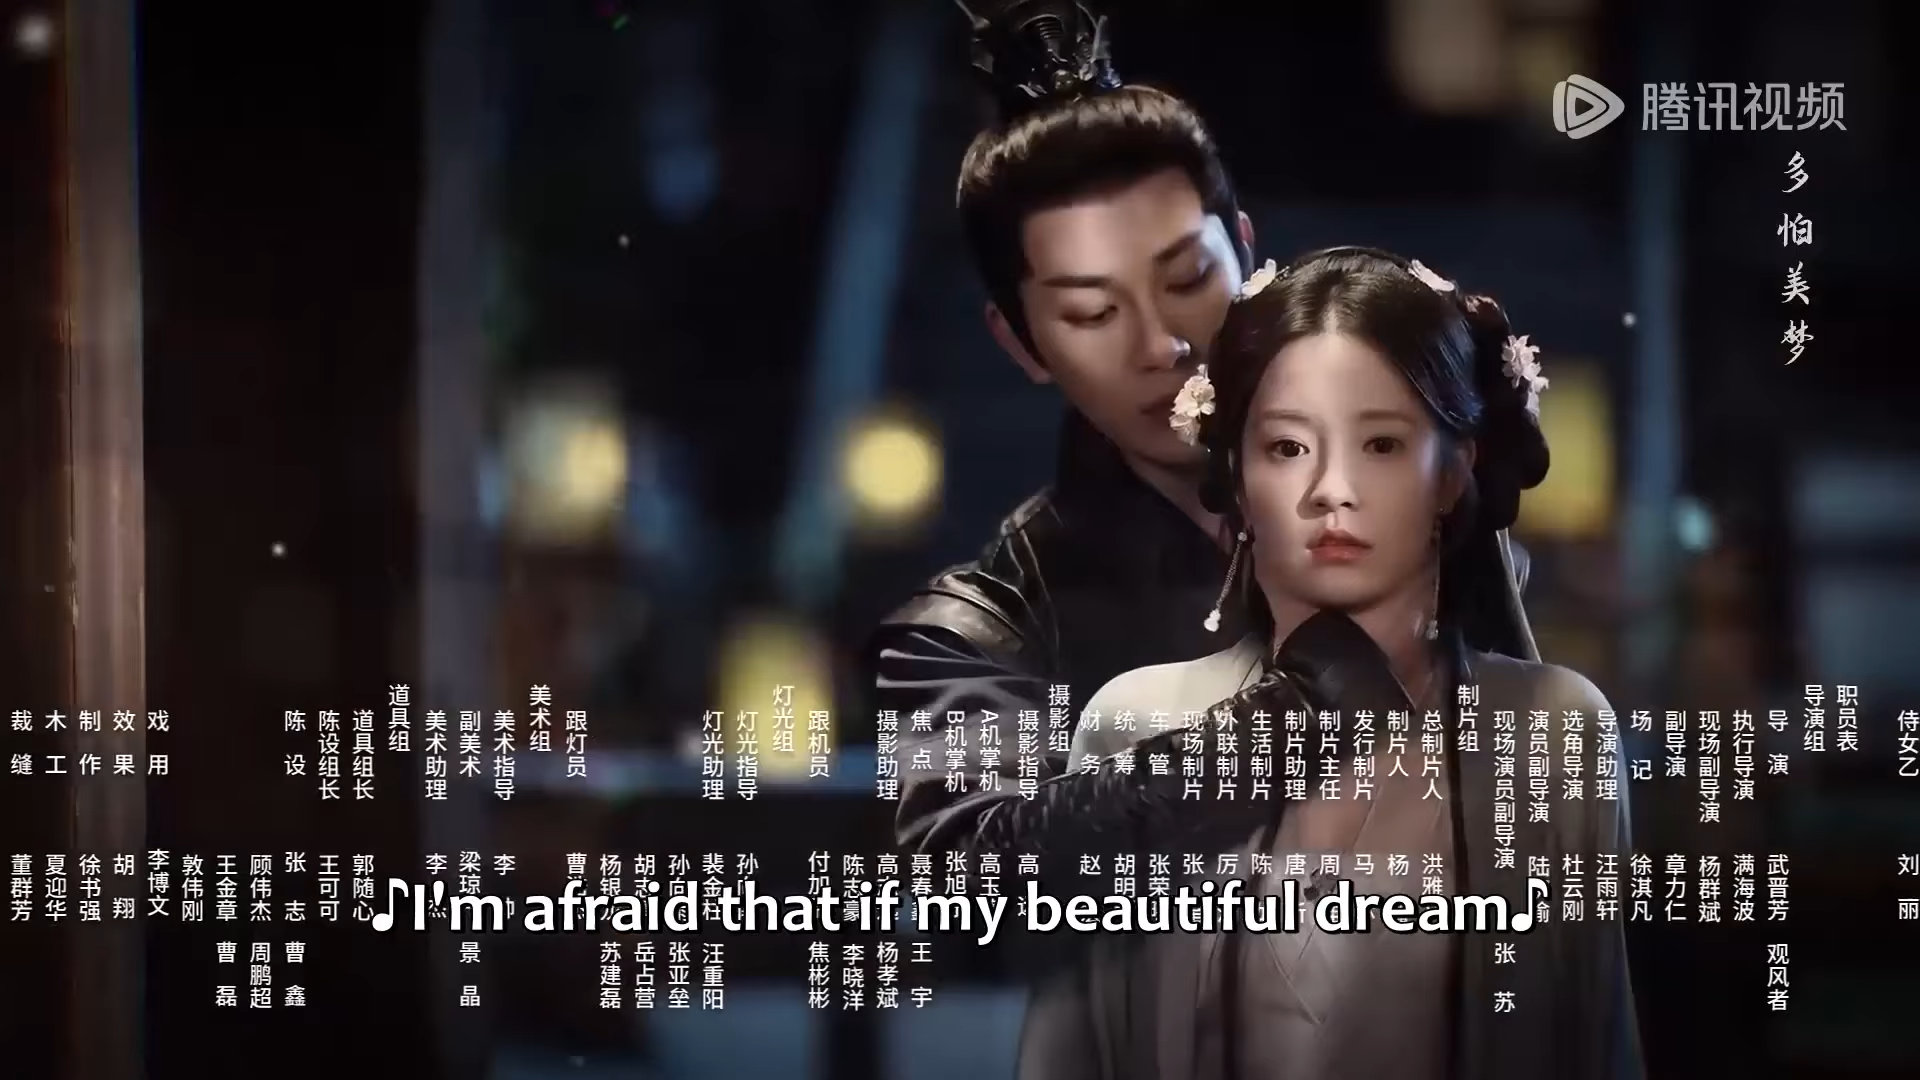 腾讯视频
多怕美梦
♪I'm afraid that if my beautiful dream♪
侍女乙 刘丽
职员表
导演组
导演 武晋芳 观风者
执行导演 满海波
现场副导演 杨群斌
副导演 章力仁
场记 徐淇凡
导演助理 汪雨轩
选角导演 杜云刚
演员副导演 陆
现场演员副导演 张苏
制片组
总制片人 洪雅
制片人 杨
发行制片 马
制片主任 周
制片助理 唐
生活制片 陈
外联制片 厉
现场制片 张
车管 张荣
统筹 胡明
财务 赵
摄影组
摄影指导 高
A机掌机 高玉
B机掌机 张旭
焦点 聂春 王宇
摄影助理 高 杨孝斌
陈志豪 李晓洋
跟机员 付加 焦彬彬
灯光组
灯光指导 孙
灯光助理 裴金柱 汪重阳
孙向 张亚垒
胡志 岳占营
杨银 苏建磊
跟灯员 曹
美术组
美术指导 李
副美术 梁琼 景晶
美术助理 李杰
道具组
道具组长 郭随心
陈设组长 王可可
陈设 张志 曹鑫
顾伟杰 周鹏超
王金章 曹磊
敦伟刚
戏用 李博文
效果 胡翔
制作 徐书强
木工 夏迎华
裁缝 董群芳